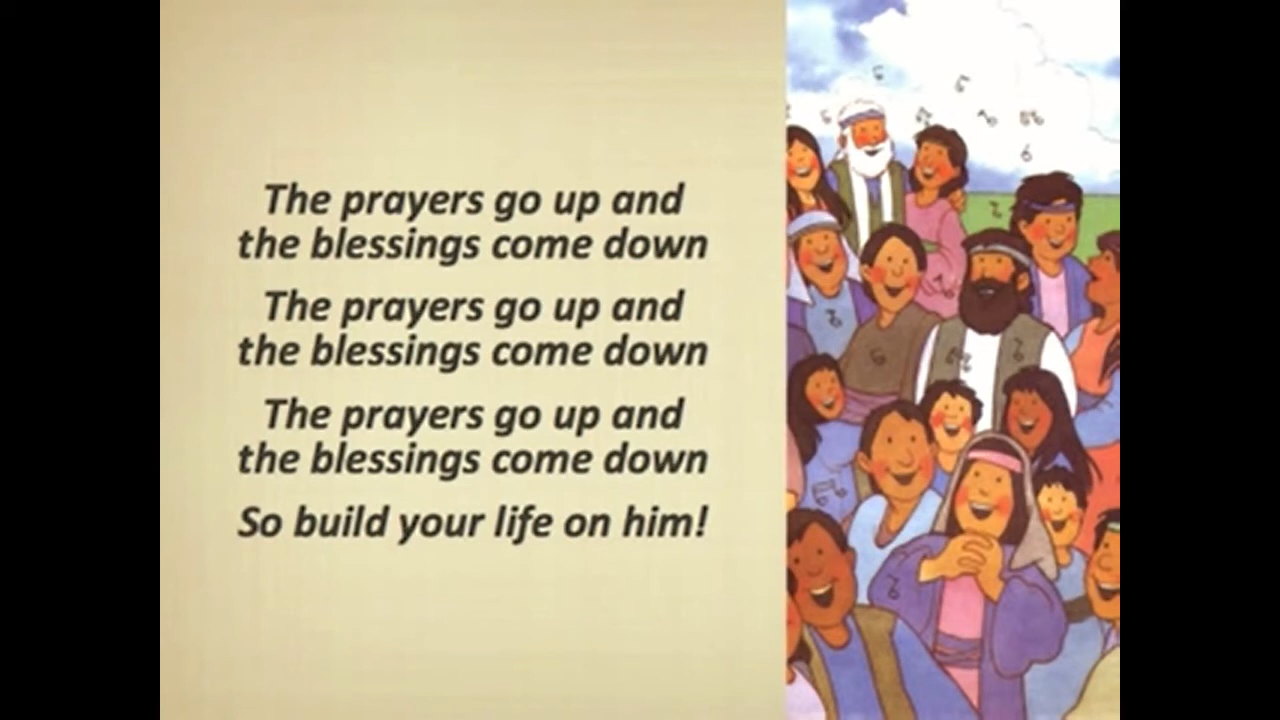 The prayers go up and
the blessings come down
The prayers go up and
the blessings come down
The prayers go up and
the blessings come down
So build your life on him!